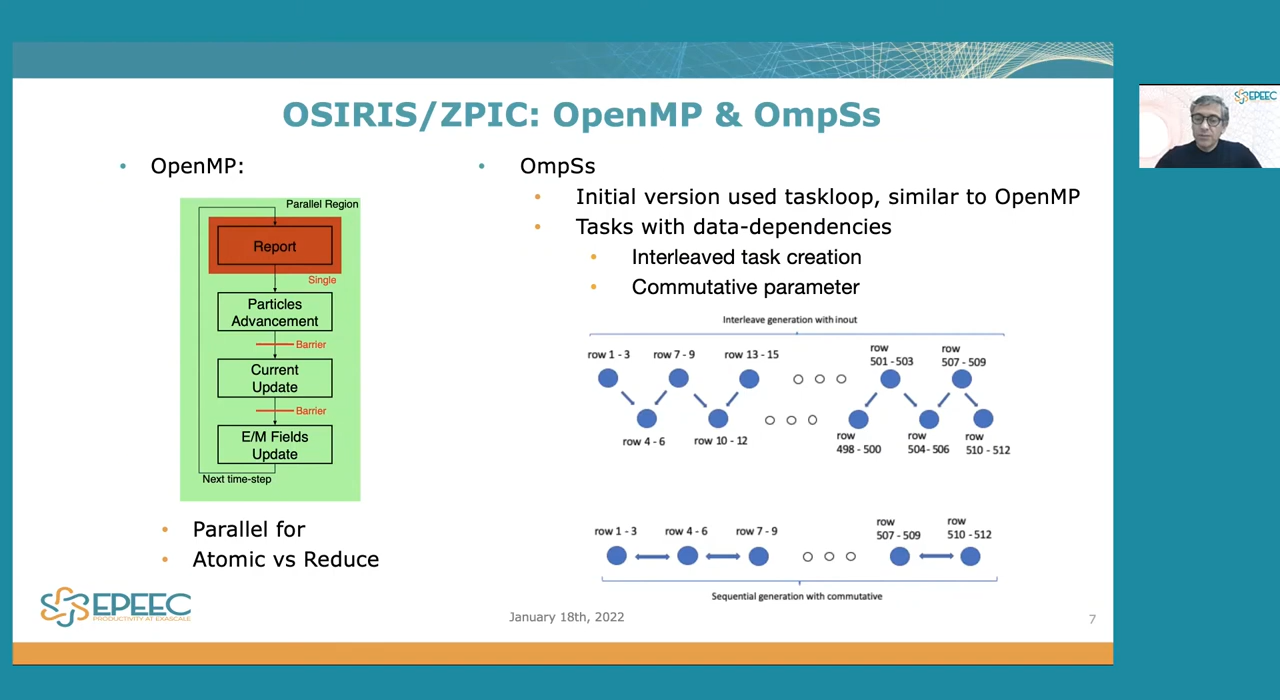 OSIRIS/ZPIC: OpenMP & OmpSs
• OpenMP:
Parallel Region
Report
Single
Particles
Advancement
Barrier
Current
Update
Barrier
E/M Fields
Update
Next time-step
• Parallel for
• Atomic vs Reduce
• OmpSs
• Initial version used taskloop, similar to OpenMP
• Tasks with data-dependencies
• Interleaved task creation
• Commutative parameter
Interleave generation with inout
row 1 - 3 row 7 - 9 row 13 - 15 row 501 - 503 row 507 - 509
row 4 - 6 row 10 - 12 row 498 - 500 row 504 - 506 row 510 - 512
row 1 - 3 row 4 - 6 row 7 - 9 row 507 - 509 row 510 - 512
Sequential generation with commutative
EPEEC
PRODUCTIVITY AT EXASCALE
January 18th, 2022
7
EPEEC